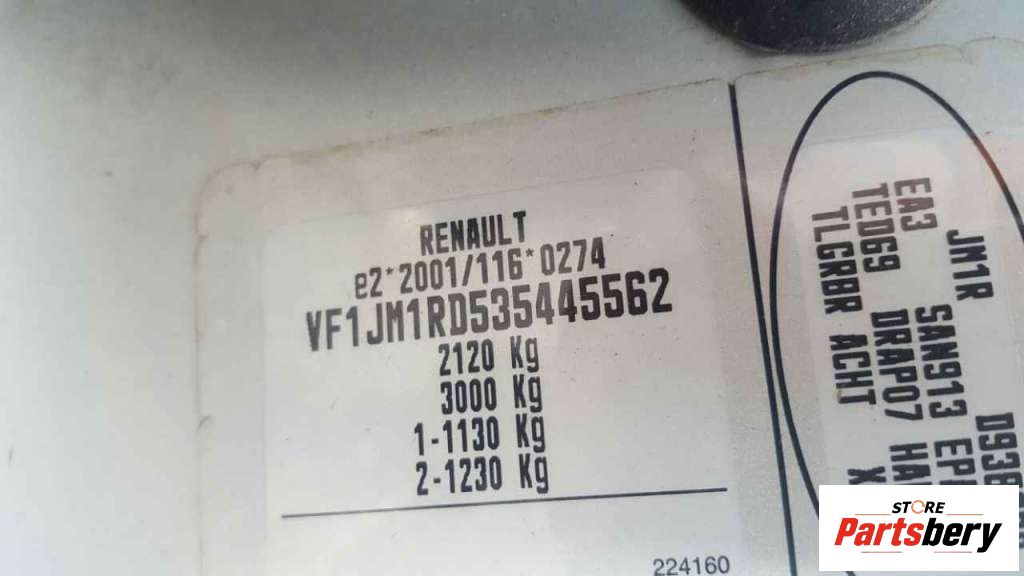 RENAULT
e2*2001/116*0274
VF1JM1RD535445562
2120 Kg
3000 Kg
1-1130 Kg
2-1230 Kg
224160
JM1R
EA3 SAN913
TED69 DRAP07
TLGRBR ACHJ
STORE
Partsbery